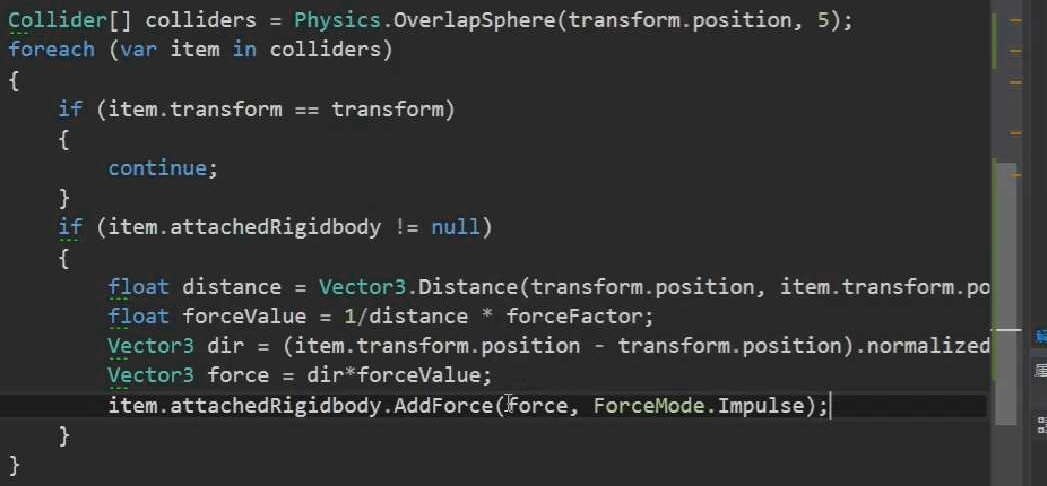 Collider[] colliders = Physics.OverlapSphere(transform.position, 5);
foreach (var item in colliders)
{
if (item.transform == transform)
{
continue;
}
if (item.attachedRigidbody != null)
{
float distance = Vector3.Distance(transform.position, item.transform.po
float forceValue = 1/distance * forceFactor;
Vector3 dir = (item.transform.position - transform.position).normalized
Vector3 force = dir*forceValue;
item.attachedRigidbody.AddForce(force, ForceMode.Impulse);
}
}